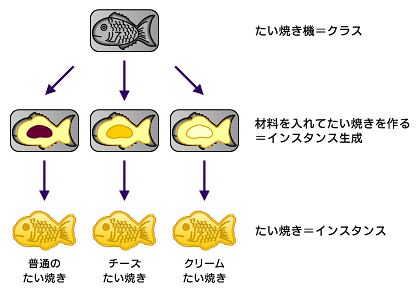 たい焼き機＝クラス
材料を入れてたい焼きを作る
＝インスタンス生成
たい焼き＝インスタンス
普通の
たい焼き
チーズ
たい焼き
クリーム
たい焼き